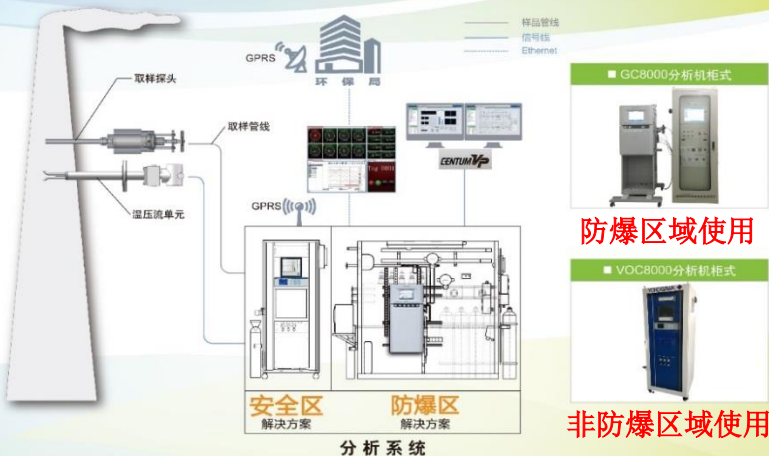 样品管线
信号线
Ethernet
GPRS
环保局
取样探头
取样管线
■ GC8000分析机柜式
CENTUM VP
防爆区域使用
温压流单元
GPRS
■ VOC8000分析机柜式
安全区
解决方案
防爆区
解决方案
非防爆区域使用
分析系统